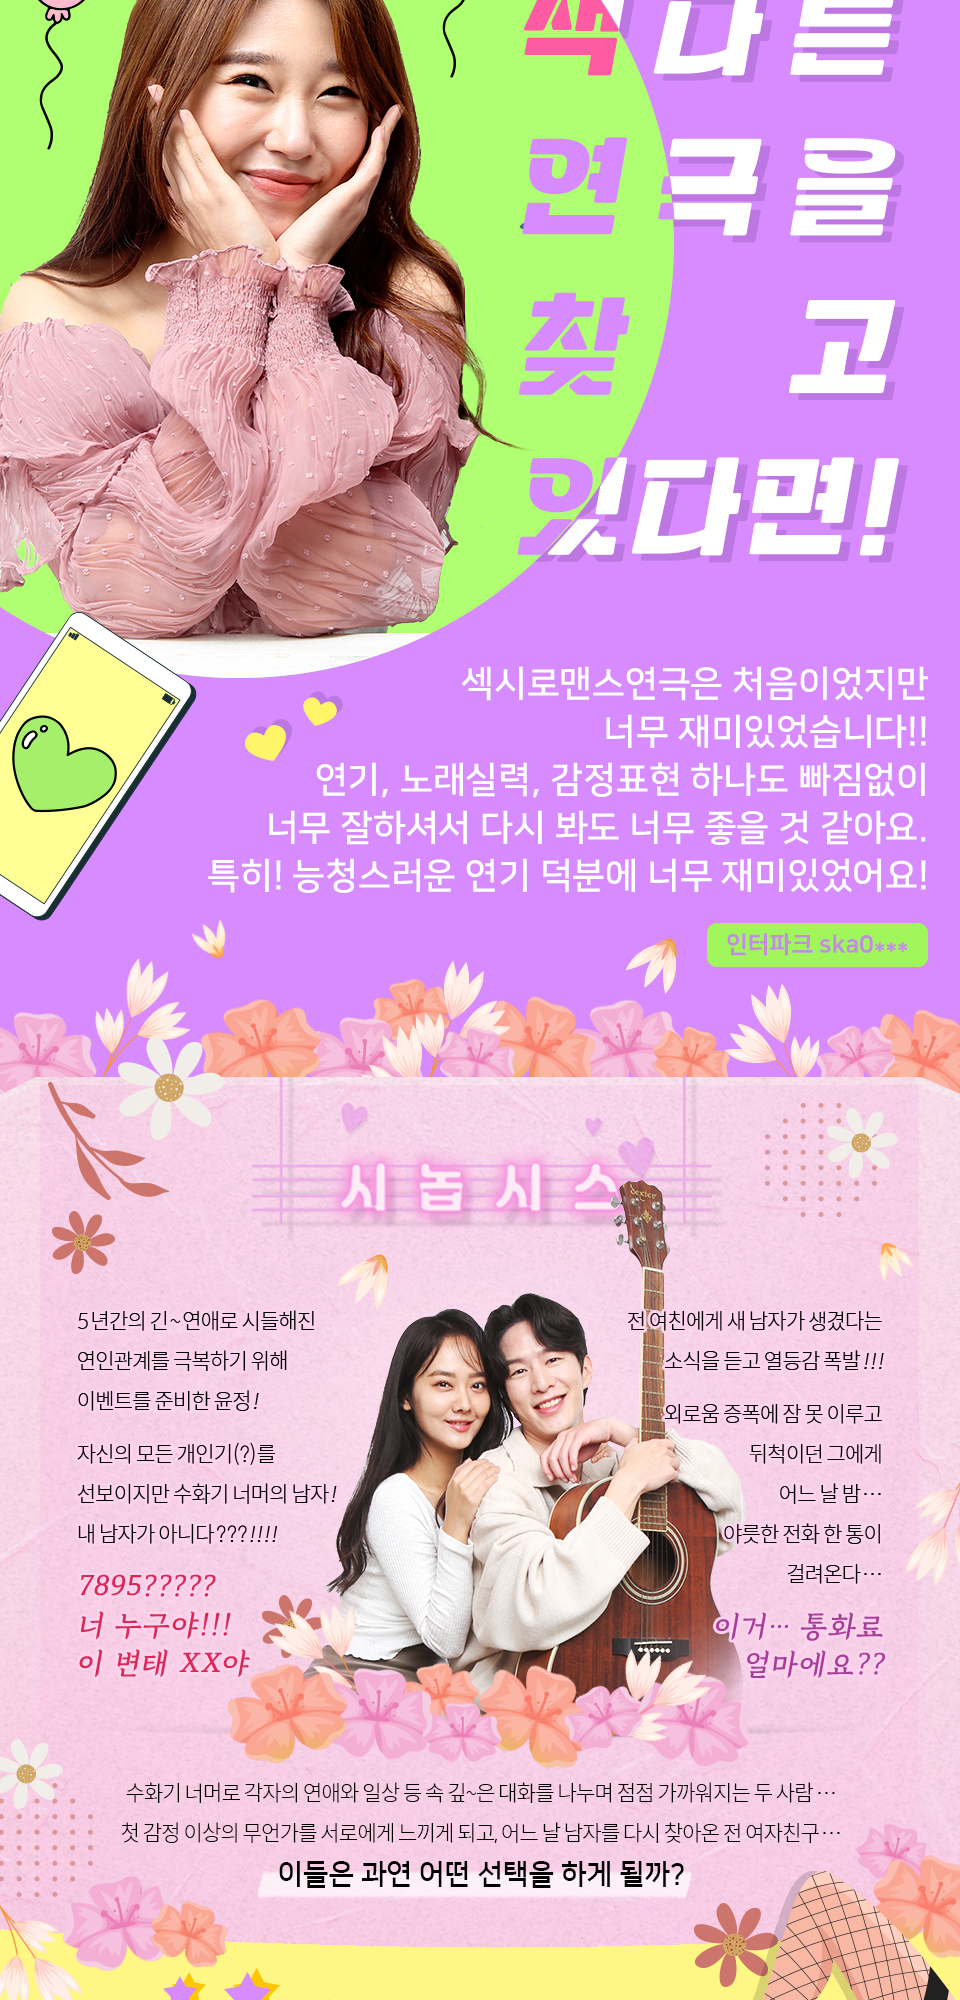 색다른
연극을
찾고
있다면!
섹시로맨스연극은 처음이었지만
너무 재미있었습니다!!
연기, 노래실력, 감정표현 하나도 빠짐없이
너무 잘하셔서 다시 봐도 너무 좋을 것 같아요.
특히! 능청스러운 연기 덕분에 너무 재미있었어요!
인터파크 ska0***
시놉시스
dexter
5년간의 긴~연애로 시들해진
연인관계를 극복하기 위해
이벤트를 준비한 윤정!
자신의 모든 개인기(?)를
선보이지만 수화기 너머의 남자!
내 남자가 아니다???!!!!
7895?????
너 누구야!!!
이 변태 XX야
전 여친에게 새 남자가 생겼다는
소식을 듣고 열등감 폭발!!!
외로움 증폭에 잠 못 이루고
뒤척이던 그에게
어느 날 밤…
야릇한 전화 한 통이
걸려온다…
이거… 통화료
얼마에요??
수화기 너머로 각자의 연애와 일상 등 속 깊~은 대화를 나누며 점점 가까워지는 두 사람…
첫 감정 이상의 무언가를 서로에게 느끼게 되고, 어느 날 남자를 다시 찾아온 전 여자친구…
이들은 과연 어떤 선택을 하게 될까?